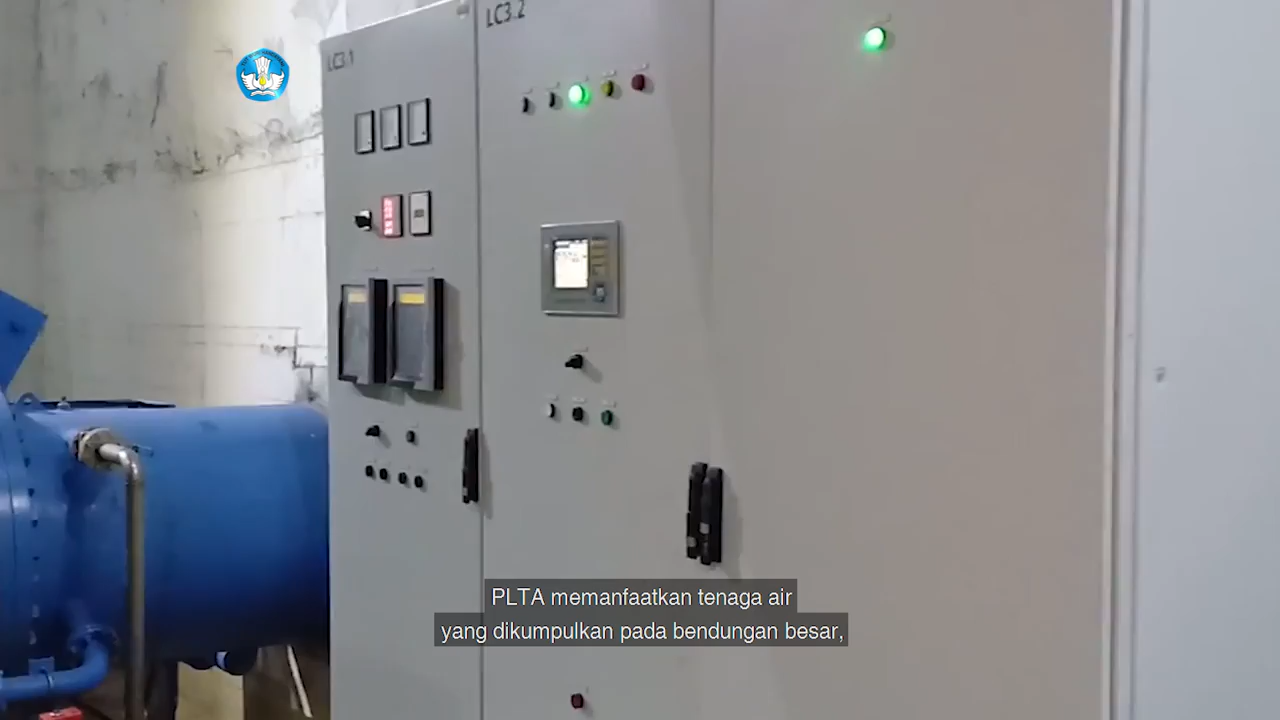 LC3.1
LC3.2
PLTA memanfaatkan tenaga air
yang dikumpulkan pada bendungan besar,